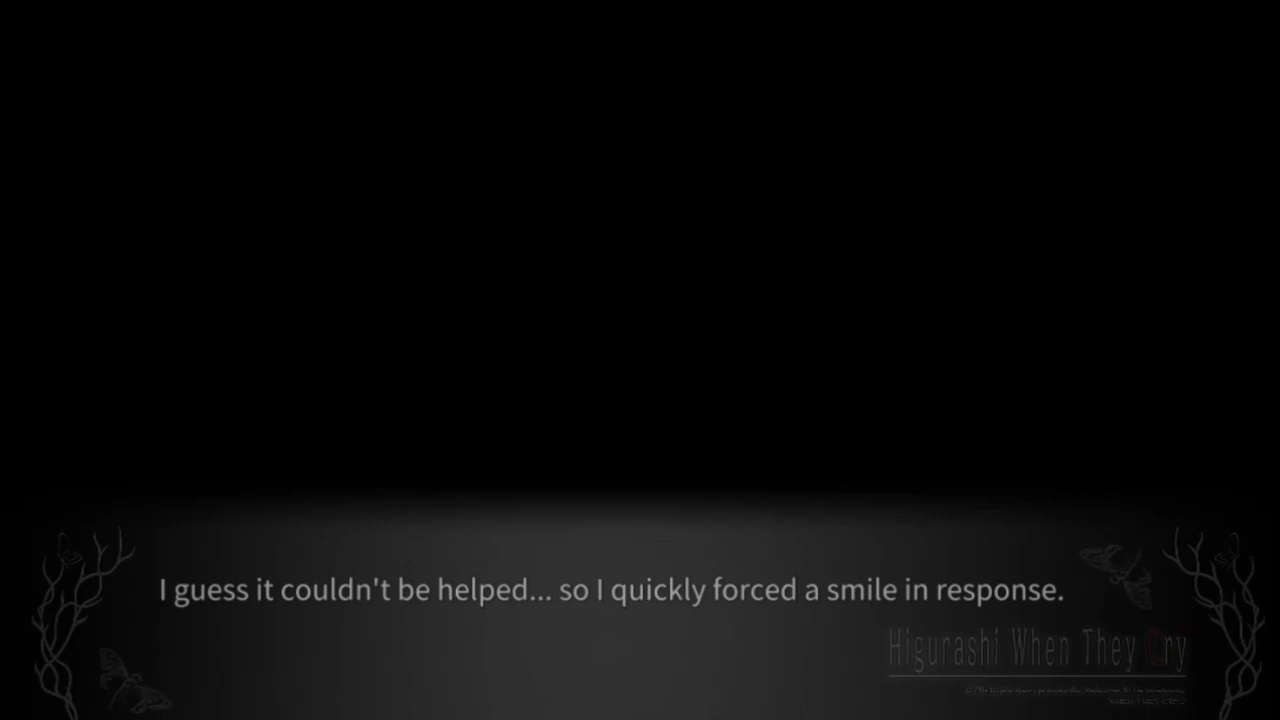 I guess it couldn't be helped... so I quickly forced a smile in response.
Higurashi When They Cry